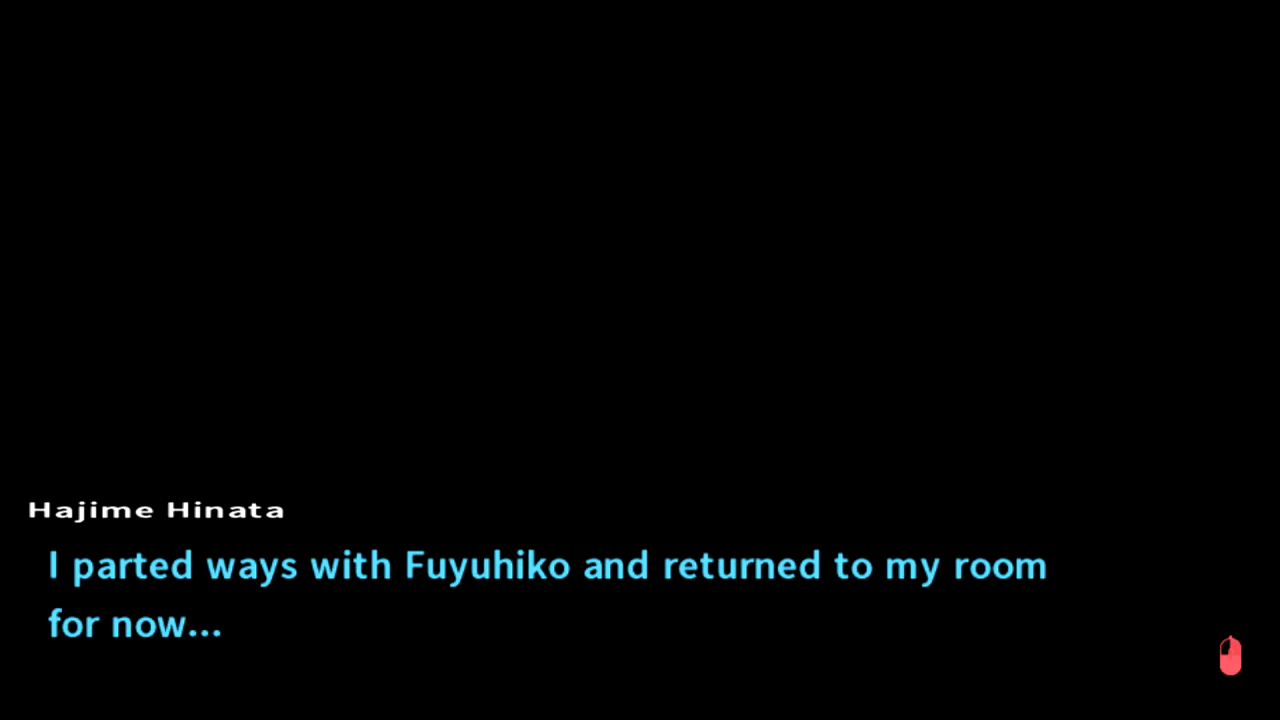 Hajime Hinata
I parted ways with Fuyuhiko and returned to my room
for now...